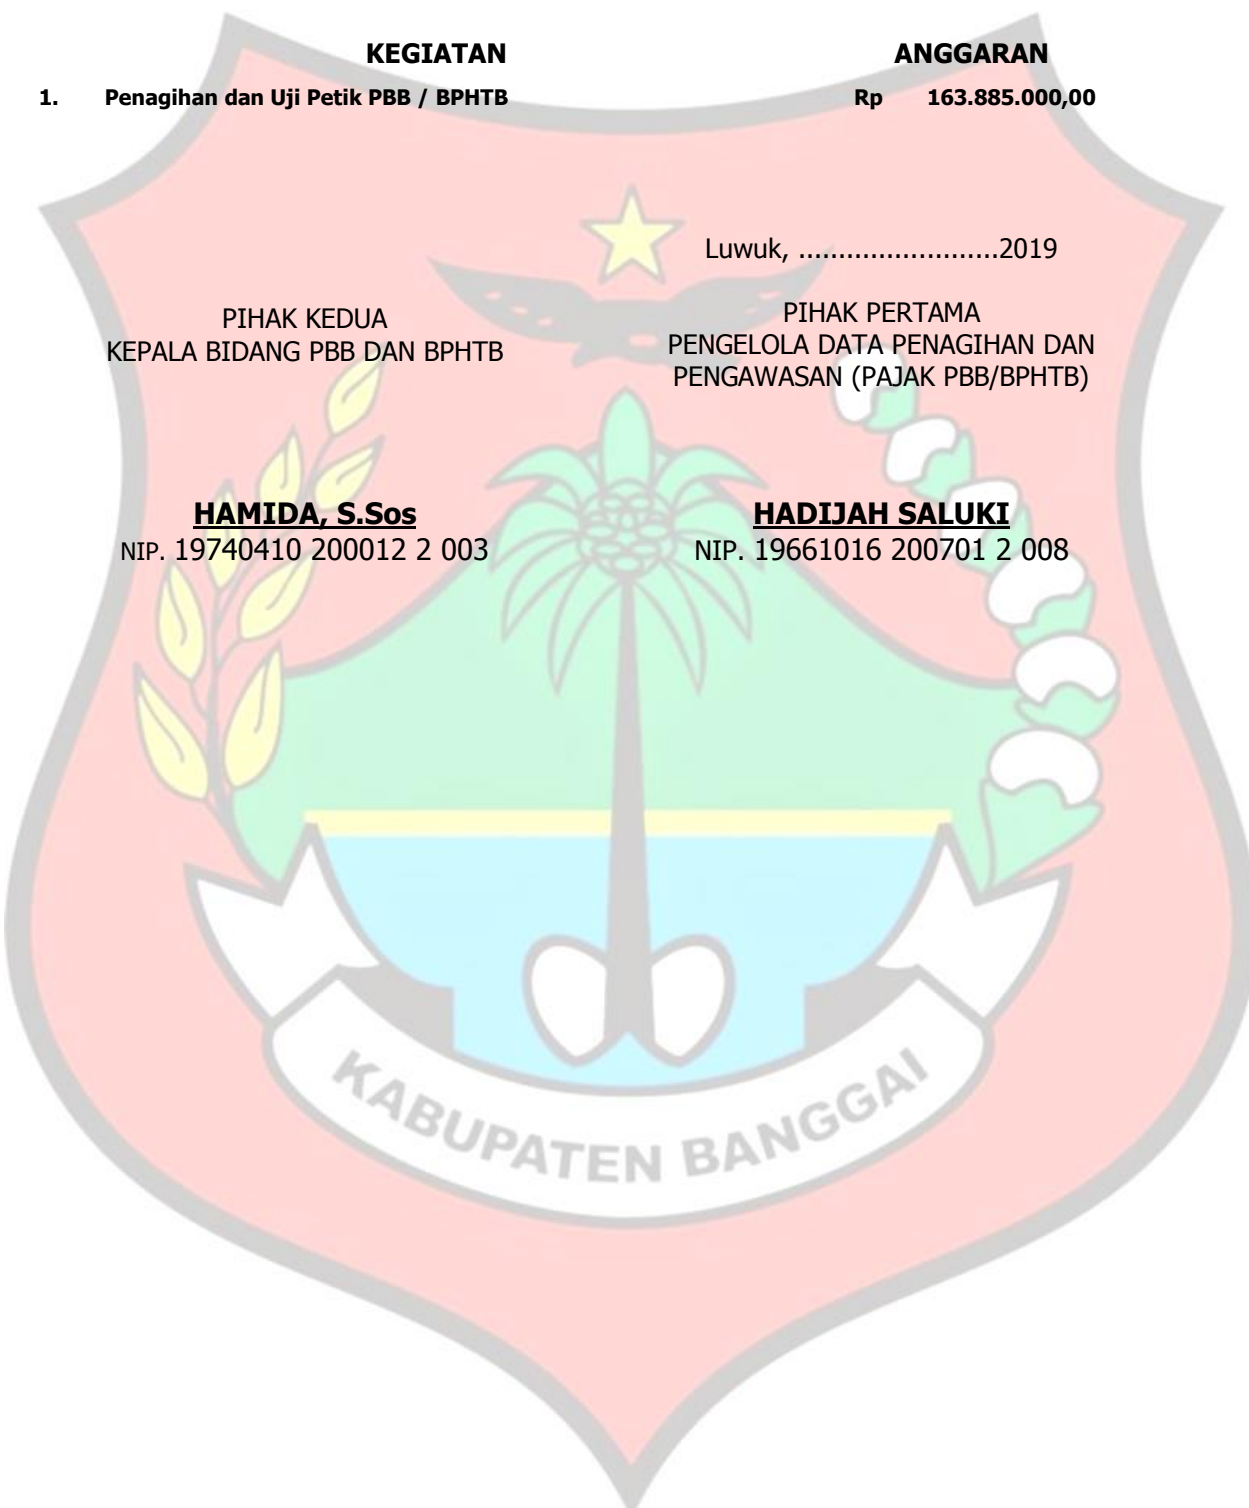 KEGIATAN ANGGARAN
1. Penagihan dan Uji Petik PBB / BPHTB Rp 163.885.000,00
Luwuk, .........................2019
PIHAK KEDUA
KEPALA BIDANG PBB DAN BPHTB
PIHAK PERTAMA
PENGELOLA DATA PENAGIHAN DAN
PENGAWASAN (PAJAK PBB/BPHTB)
HAMIDA, S.Sos
NIP. 19740410 200012 2 003
HADIJAH SALUKI
NIP. 19661016 200701 2 008
KABUPATEN BANGGAI